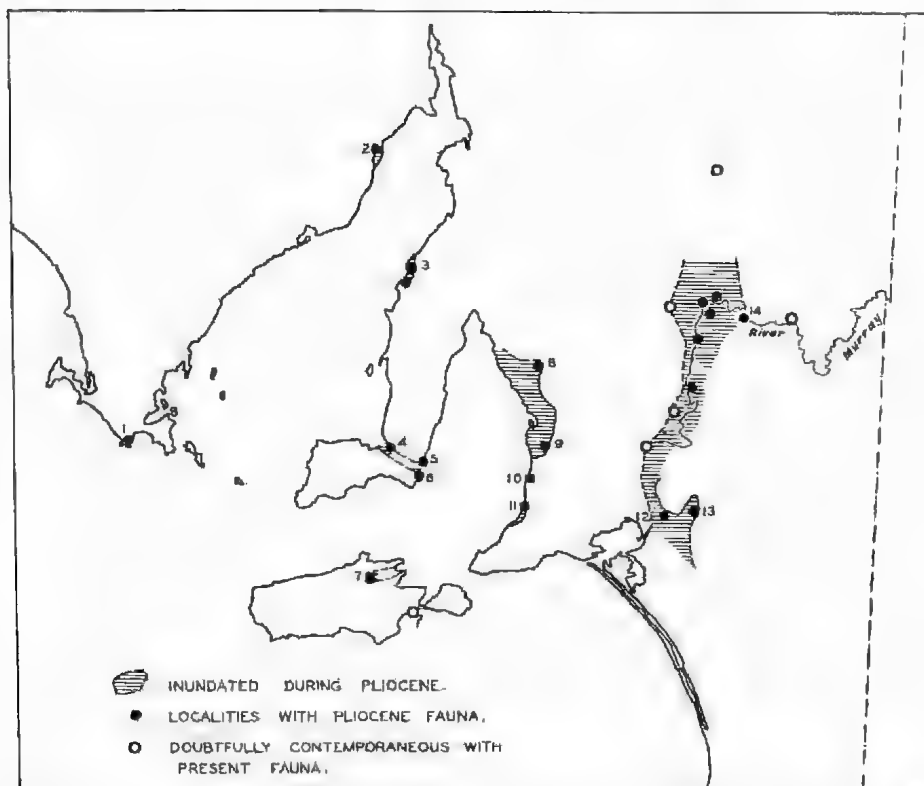 2
3
14
River
Murray
8
8
1
4
5
9
6
10
11
12
13
7
INUNDATED DURING PLIOCENE.
LOCALITIES WITH PLIOCENE FAUNA.
DOUBTFULLY CONTEMPORANEOUS WITH
PRESENT FAUNA.